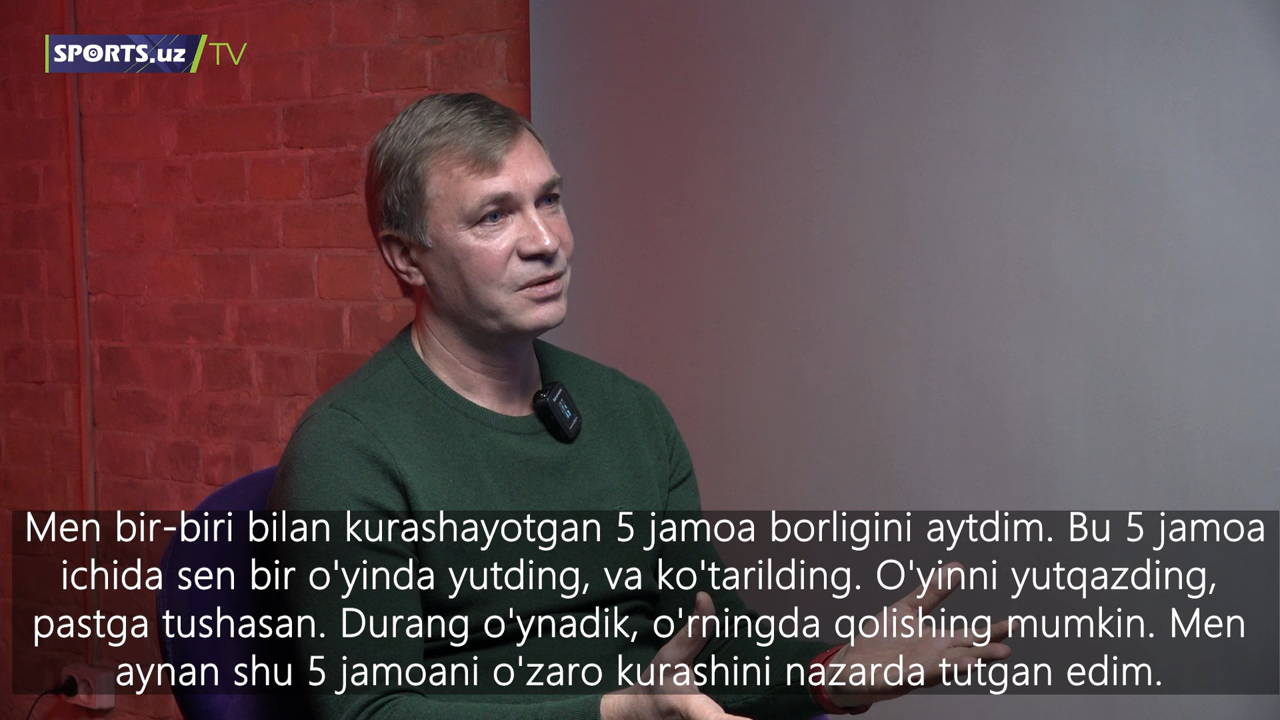 SPORTS.uz/TV
Men bir-biri bilan kurashayotgan 5 jamoa borligini aytdim. Bu 5 jamoa
ichida sen bir o'yinda yutding, va ko'tarilding. O'yinni yutqazding,
pastga tushasan. Durang o'ynadik, o'rningda qolishing mumkin. Men
aynan shu 5 jamoani o'zaro kurashini nazarda tutgan edim.